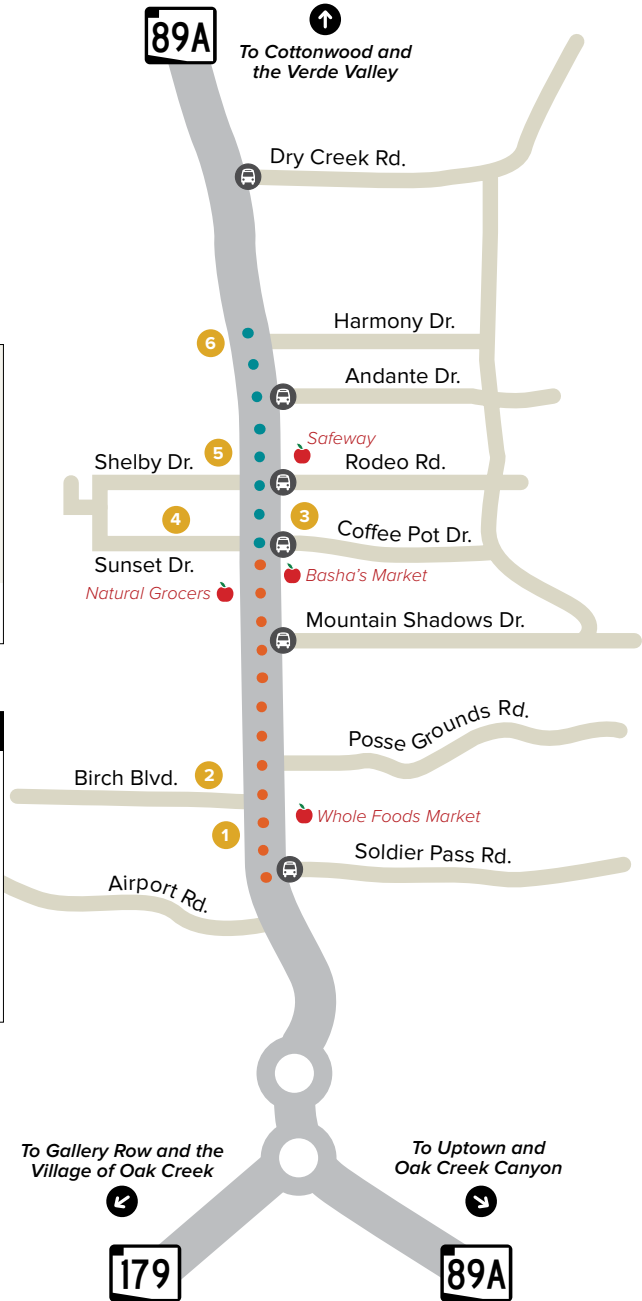 89A
To Cottonwood and
the Verde Valley
Dry Creek Rd.
Harmony Dr.
6
Andante Dr.
Safeway
5
Shelby Dr.
Rodeo Rd.
4
3
Coffee Pot Dr.
Sunset Dr.
Basha's Market
Natural Grocers
Mountain Shadows Dr.
Posse Grounds Rd.
Birch Blvd.
2
Whole Foods Market
1
Soldier Pass Rd.
Airport Rd.
To Gallery Row and the
Village of Oak Creek
To Uptown and
Oak Creek Canyon
179
89A